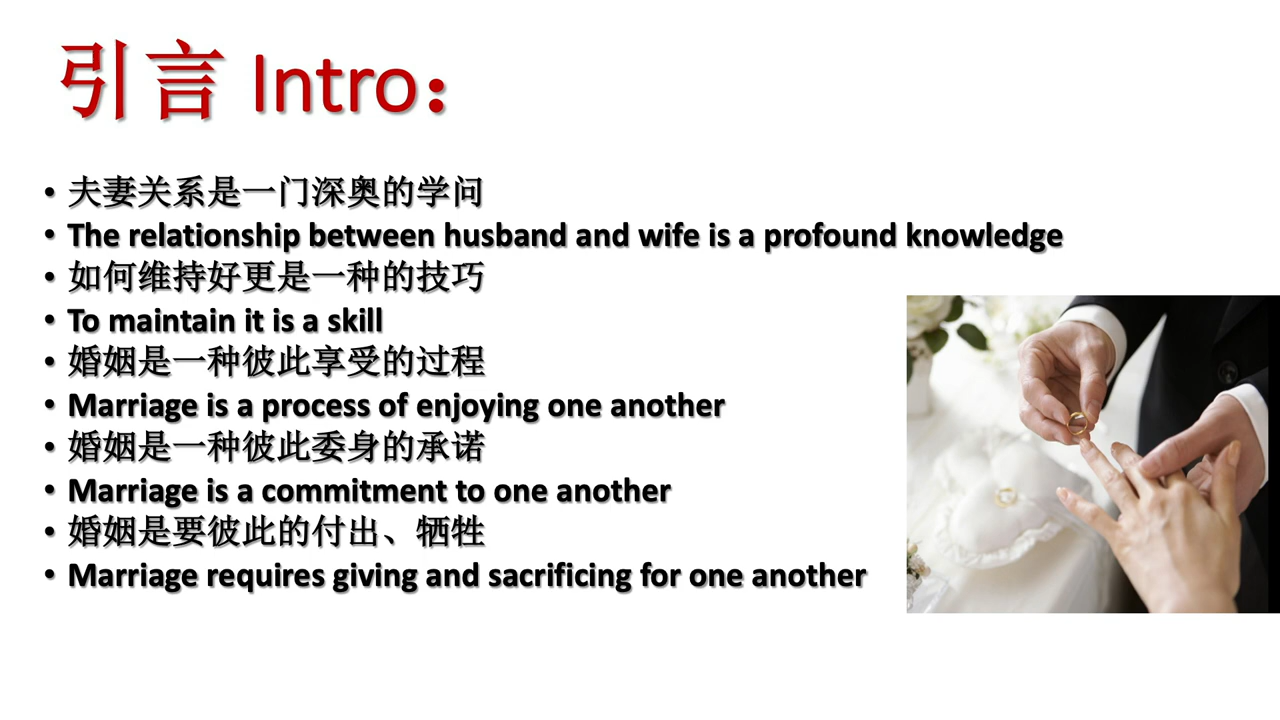 引言 Intro：
• 夫妻关系是一门深奥的学问
• The relationship between husband and wife is a profound knowledge
• 如何维持好更是一种的技巧
• To maintain it is a skill
• 婚姻是一种彼此享受的过程
• Marriage is a process of enjoying one another
• 婚姻是一种彼此委身的承诺
• Marriage is a commitment to one another
• 婚姻是要彼此的付出、牺牲
• Marriage requires giving and sacrificing for one another